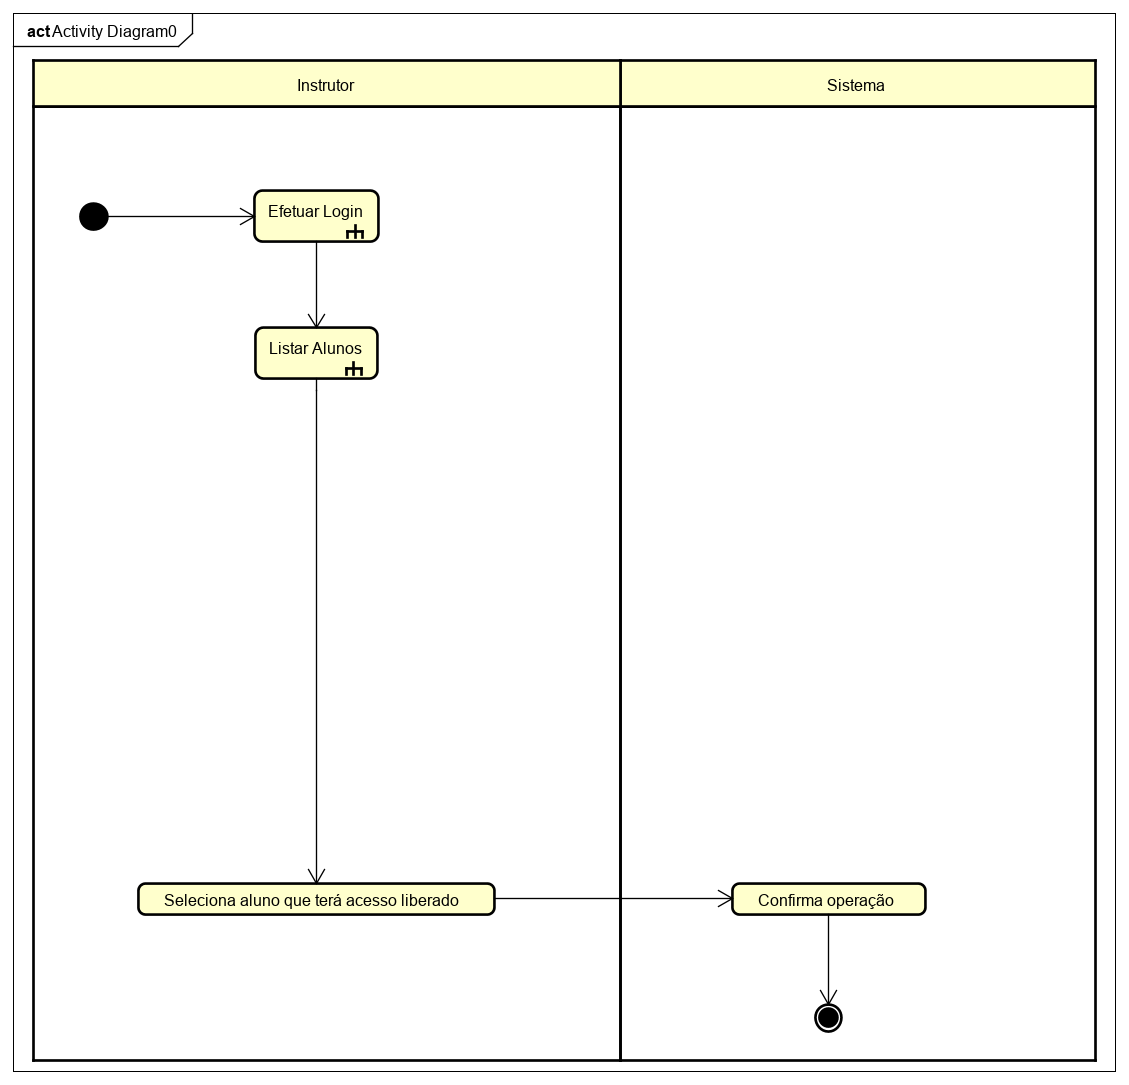 act Activity Diagram0
Instrutor
Sistema
Efetuar Login
Listar Alunos
Seleciona aluno que terá acesso liberado
Confirma operação